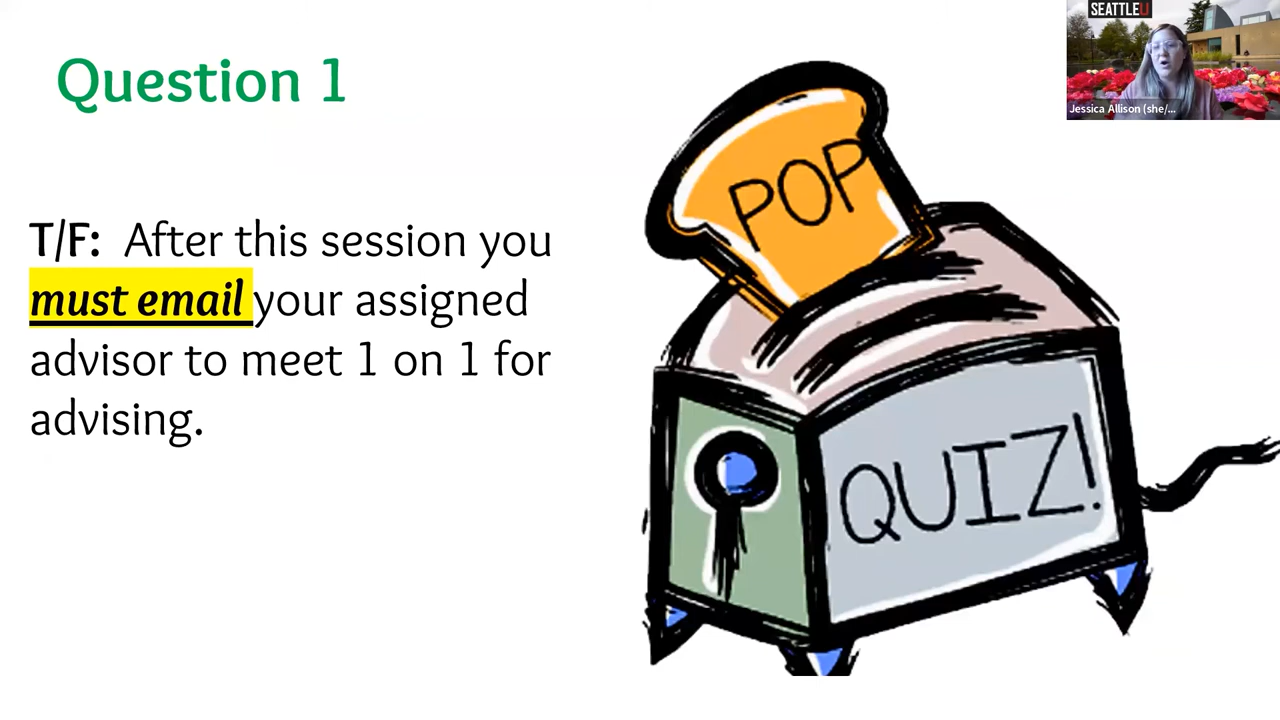 SEATTLEU
Question 1
Jessica Allison (she/...
POP
T/F: After this session you
must email your assigned
advisor to meet 1 on 1 for
advising.
QUIZ!